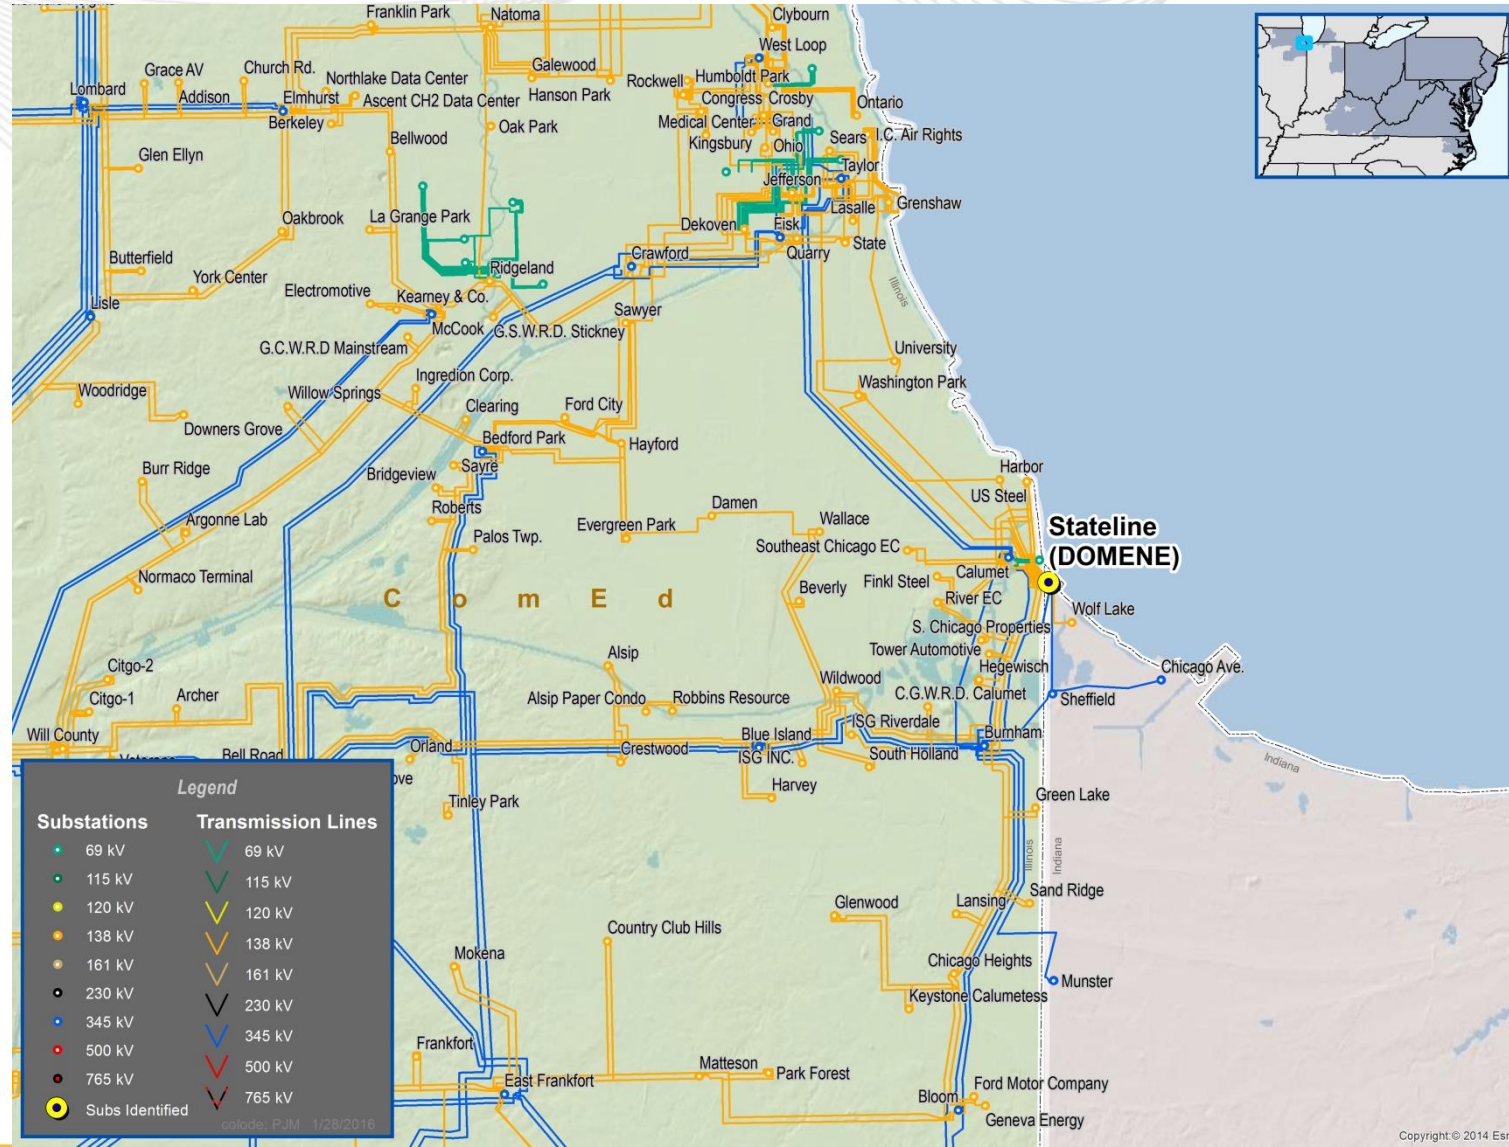 Franklin Park
Natoma
Clybourn
West Loop
Galewood
Grace AV
Church Rd.
Northlake Data Center
Rockwell
Humboldt Park
Lombard
Addison
Elmhurst
Ascent CH2 Data Center
Hanson Park
Congress
Crosby
Ontario
Berkeley
Oak Park
Medical Center
Grand
Bellwood
Kingsbury
Ohio
Sears
I.C. Air Rights
Glen Ellyn
Taylor
Jefferson
Oakbrook
La Grange Park
Lasalle
Grenshaw
Dekoven
Fisk
State
Butterfield
Crawford
Quarry
York Center
Ridgeland
Electromotive
Kearney & Co.
Illinois
Lisle
Sawyer
McCook
G.S.W.R.D. Stickney
G.C.W.R.D Mainstream
University
Ingredion Corp.
Washington Park
Woodridge
Willow Springs
Clearing
Ford City
Downers Grove
Bedford Park
Hayford
Burr Ridge
Bridgeview
Sayre
Harbor
US Steel
Roberts
Damen
Argonne Lab
Evergreen Park
Wallace
Stateline
(DOMENE)
Palos Twp.
Southeast Chicago EC
Normaco Terminal
Calumet
Finkl Steel
C o m E d
Beverly
River EC
Wolf Lake
S. Chicago Properties
Tower Automotive
Citgo-2
Alsip
Hegewisch
Chicago Ave.
Citgo-1
Archer
Wildwood
C.G.W.R.D. Calumet
Sheffield
Alsip Paper Condo
Robbins Resource
Will County
ISG Riverdale
Blue Island
Burnham
Bell Road
Orland
Crestwood
ISG INC.
South Holland
Indiana
Harvey
Tinley Park
Green Lake
Illinois
Indiana
Sand Ridge
Glenwood
Lansing
Country Club Hills
Mokena
Chicago Heights
Munster
Keystone Calumetess
Frankfort
Matteson
Park Forest
East Frankfort
Ford Motor Company
Bloom
Geneva Energy
Legend
Substations Transmission Lines
69 kV 69 kV
115 kV 115 kV
120 kV 120 kV
138 kV 138 kV
161 kV 161 kV
230 kV 230 kV
345 kV 345 kV
500 kV 500 kV
765 kV 765 kV
Subs Identified
colode; PJM 1/28/2016
Copyright:© 2014 Esr